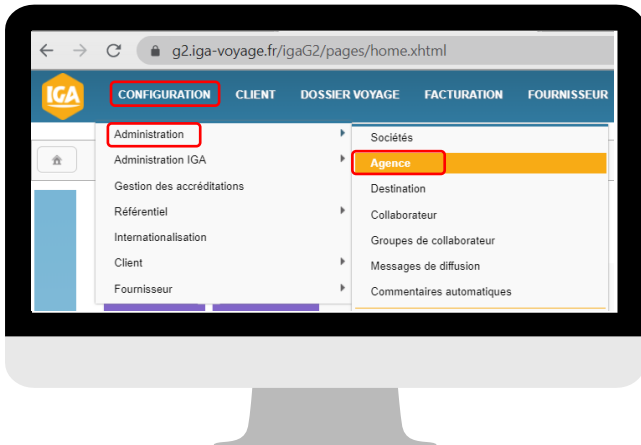 g2.iga-voyage.fr/igaG2/pages/home.xhtml
IGA
CONFIGURATION CLIENT DOSSIER VOYAGE FACTURATION FOURNISSEUR
Administration
Administration IGA
Gestion des accréditations
Référentiel
Internationalisation
Client
Fournisseur
Sociétés
Agence
Destination
Collaborateur
Groupes de collaborateur
Messages de diffusion
Commentaires automatiques